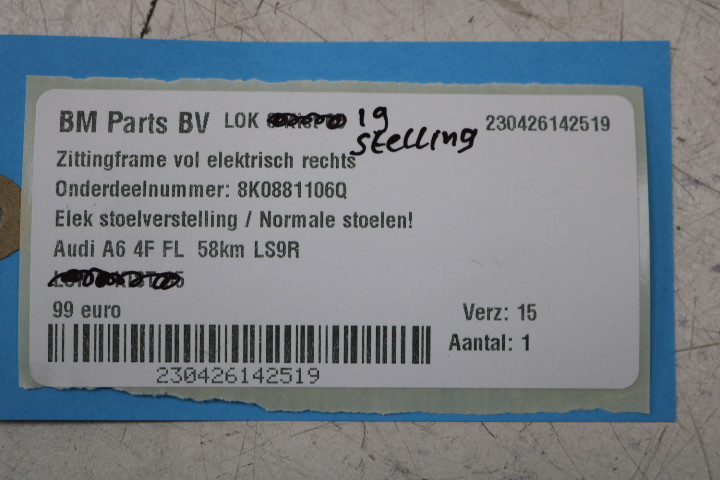 BM Parts BV LOK 19 230426142519
stelling
Zittingframe vol elektrisch rechts
Onderdeelnummer: 8K0881106Q
Elek stoelverstelling / Normale stoelen!
Audi A6 4F FL 58km LS9R
99 euro Verz: 15
Aantal: 1
230426142519